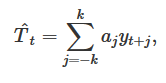 T̂_t = ∑_{j=−k}^{k} a_j y_{t+j},